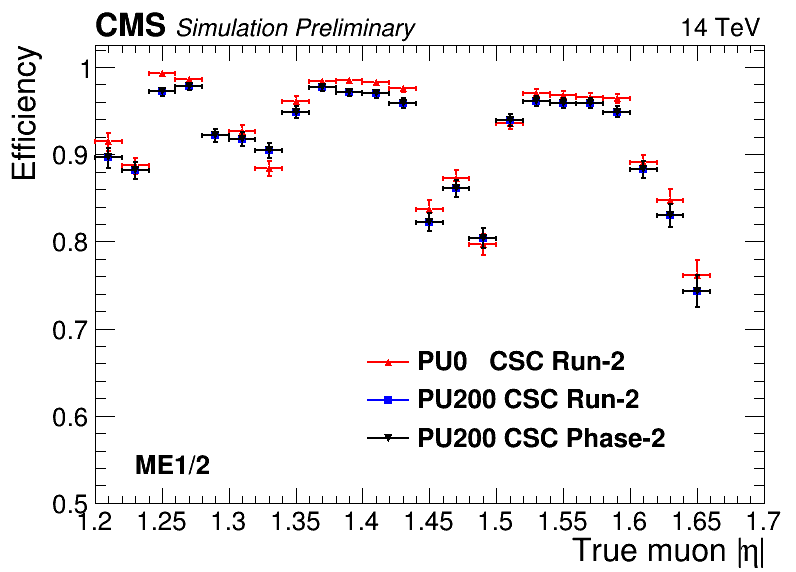 CMS Simulation Preliminary 14 TeV
Efficiency
1
0.9
0.8
0.7
0.6
0.5
PU0 CSC Run-2
PU200 CSC Run-2
PU200 CSC Phase-2
ME1/2
1.2 1.25 1.3 1.35 1.4 1.45 1.5 1.55 1.6 1.65 1.7
True muon |η|